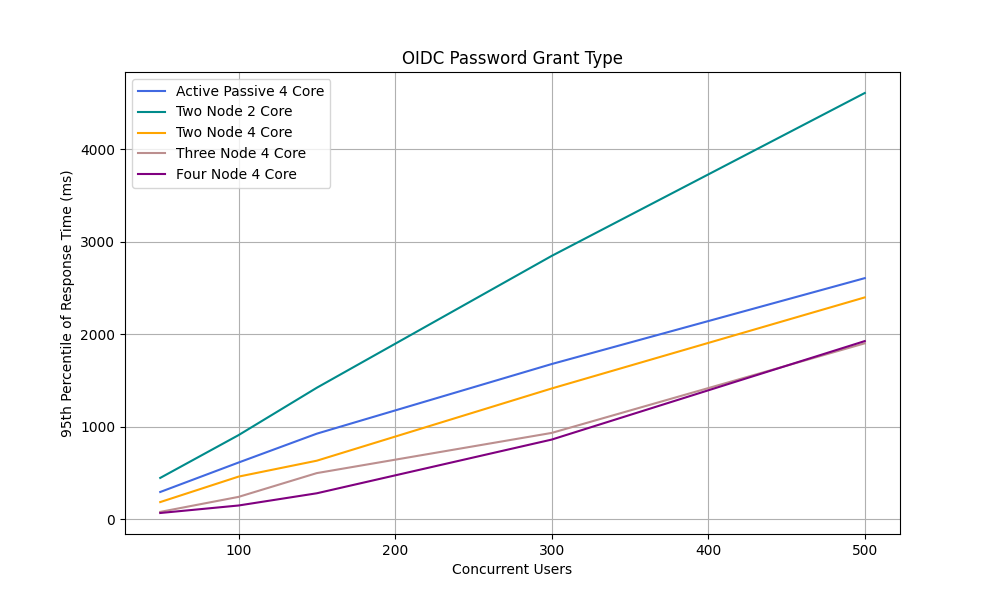 OIDC Password Grant Type
Active Passive 4 Core
Two Node 2 Core
Two Node 4 Core
Three Node 4 Core
Four Node 4 Core
95th Percentile of Response Time (ms)
4000
3000
2000
1000
0
100 200 300 400 500
Concurrent Users